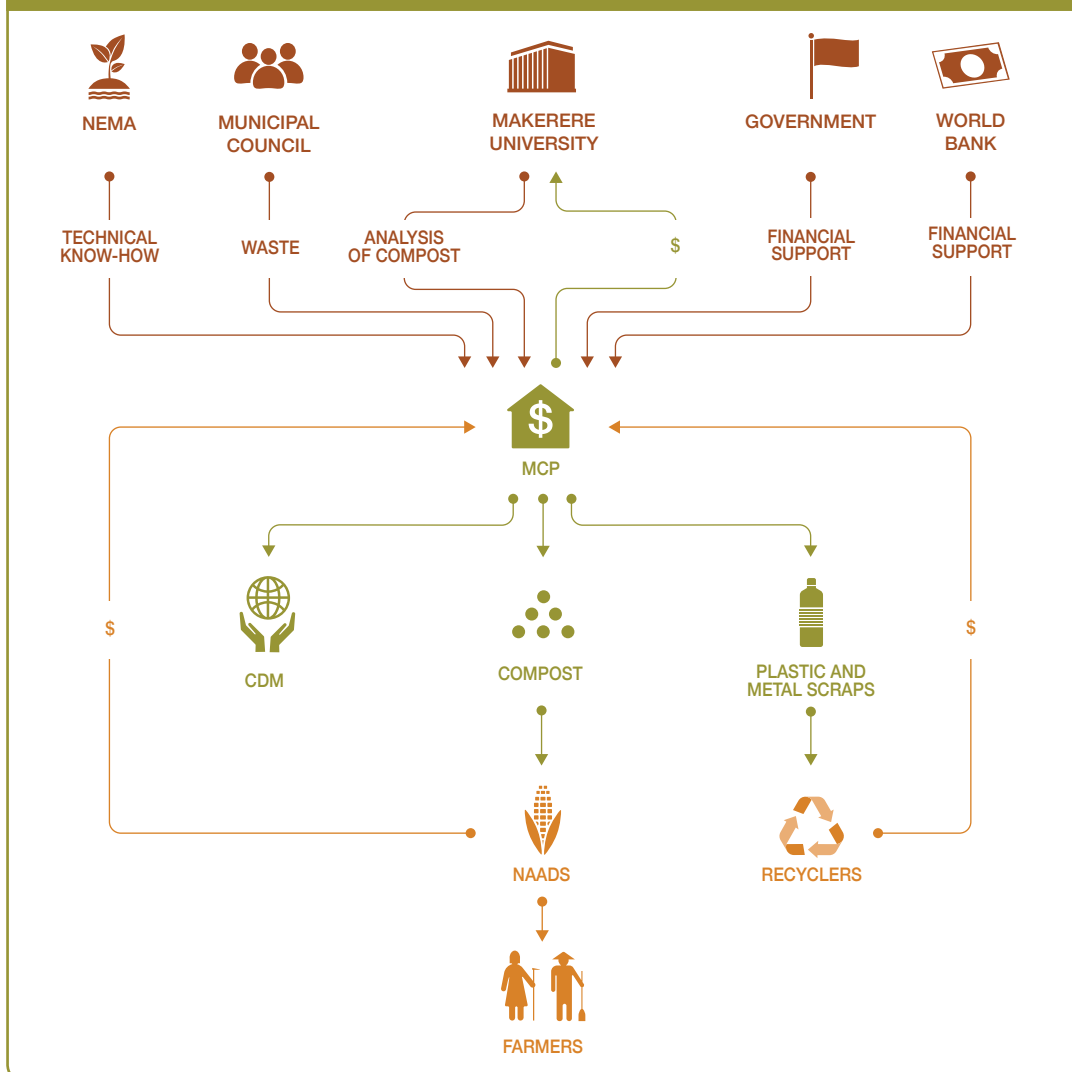 NEMA
MUNICIPAL
COUNCIL
MAKERERE
UNIVERSITY
GOVERNMENT
WORLD
BANK
TECHNICAL
KNOW-HOW
WASTE
ANALYSIS
OF COMPOST
$
FINANCIAL
SUPPORT
FINANCIAL
SUPPORT
$
MCP
$
$
CDM
COMPOST
PLASTIC AND
METAL SCRAPS
NAADS
RECYCLERS
FARMERS